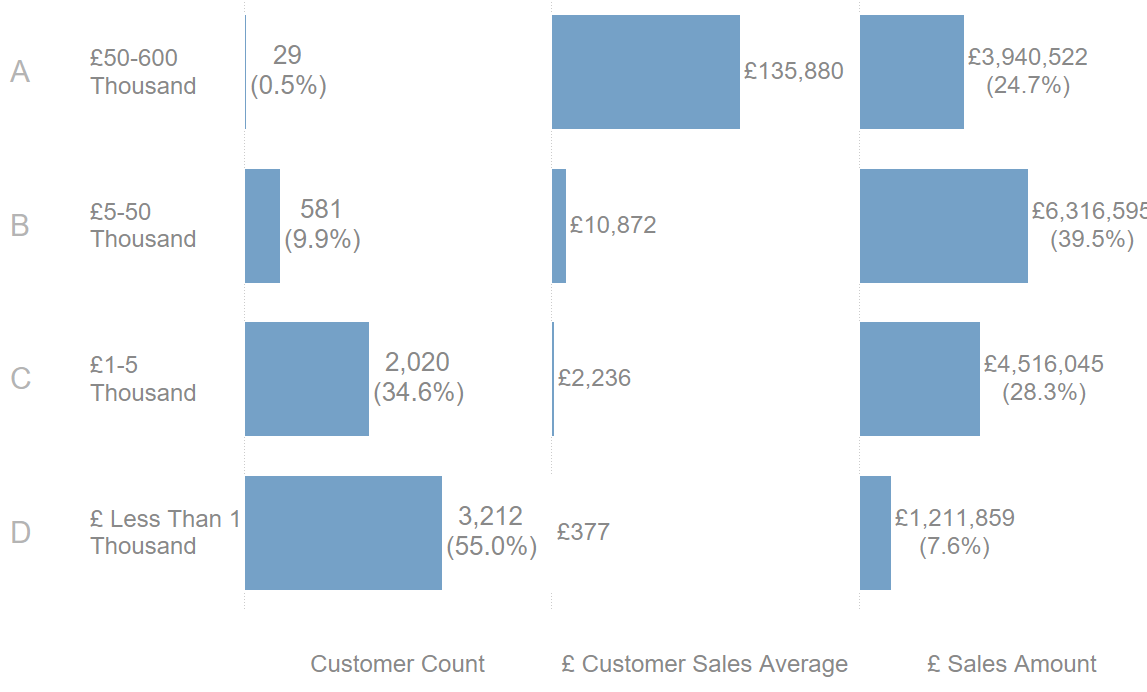 A
£50-600
Thousand
29
(0.5%)
£135,880
£3,940,522
(24.7%)
B
£5-50
Thousand
581
(9.9%)
£10,872
£6,316,595
(39.5%)
C
£1-5
Thousand
2,020
(34.6%)
£2,236
£4,516,045
(28.3%)
D
£ Less Than 1
Thousand
3,212
(55.0%)
£377
£1,211,859
(7.6%)
Customer Count
£ Customer Sales Average
£ Sales Amount